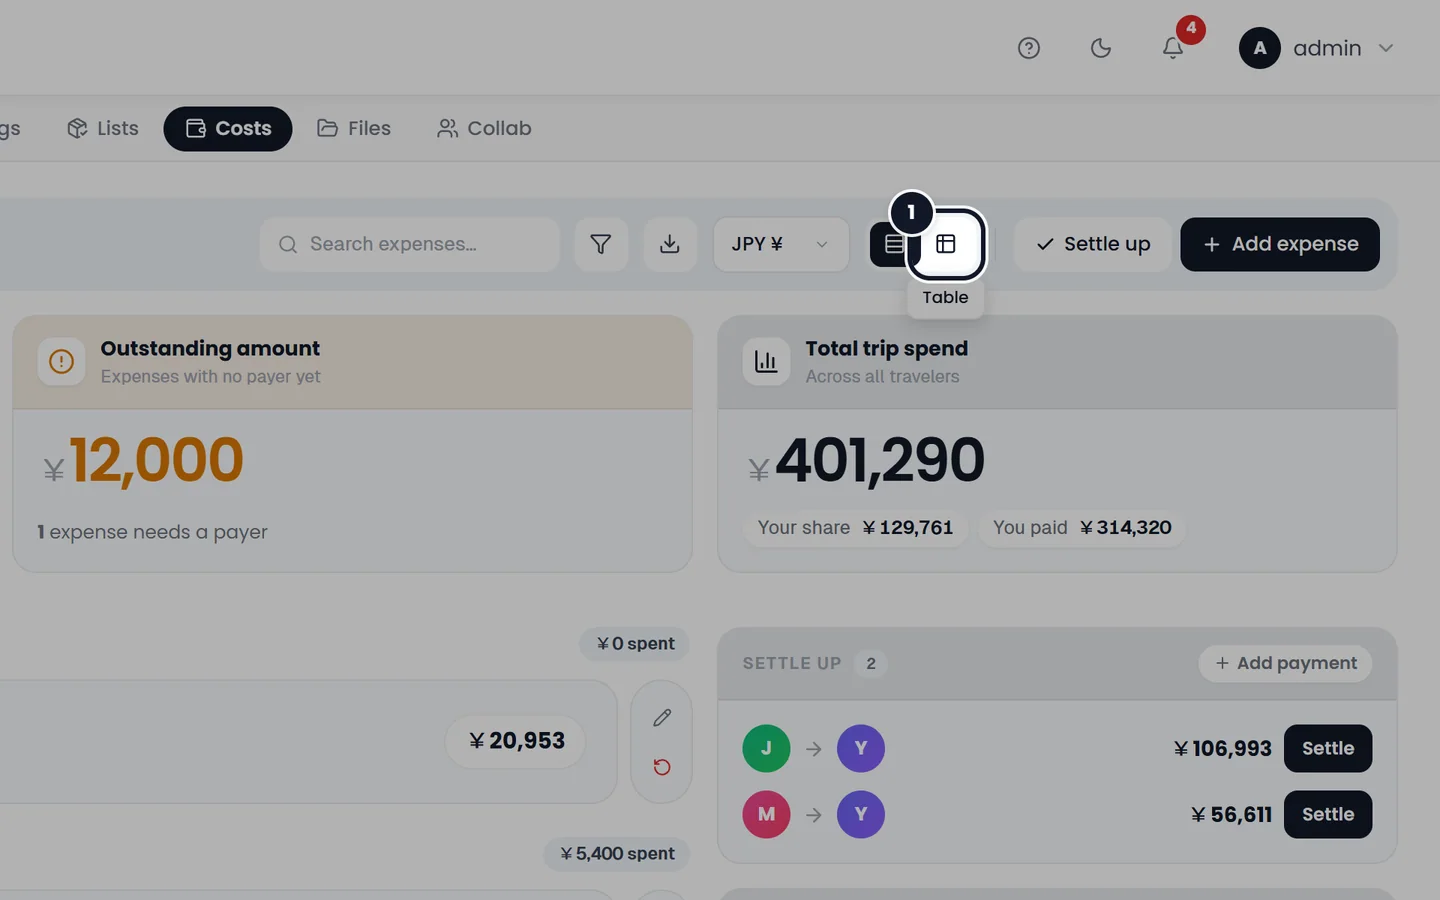 4
A admin
gs Lists Costs Files Collab
1
Search expenses... JPY ¥ Settle up + Add expense
Table
Outstanding amount
Expenses with no payer yet
¥12,000
1 expense needs a payer
Total trip spend
Across all travelers
¥401,290
Your share ¥129,761 You paid ¥314,320
¥0 spent
¥20,953
¥5,400 spent
SETTLE UP 2 + Add payment
J → Y ¥106,993 Settle
M → Y ¥56,611 Settle